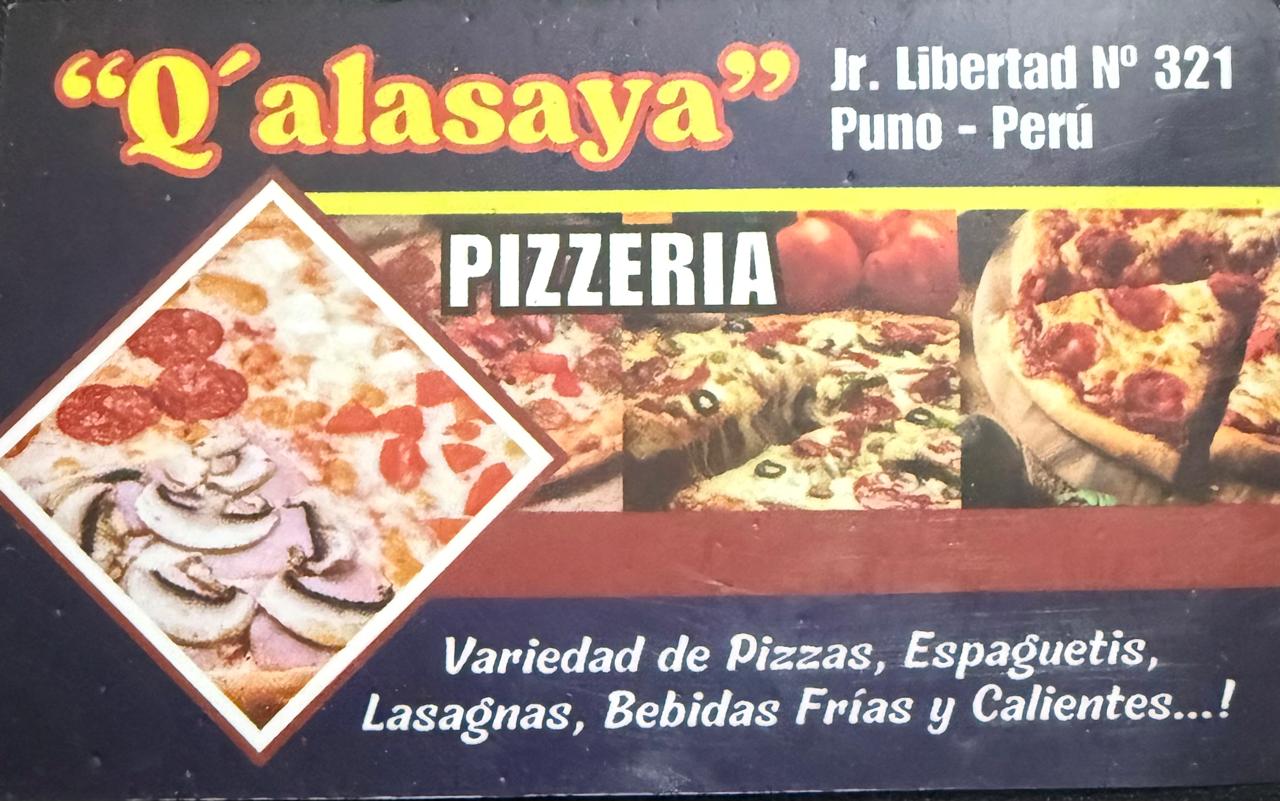 “Q´alasaya”
Jr. Libertad Nº 321
Puno - Perú
PIZZERIA
Variedad de Pizzas, Espaguetis,
Lasagnas, Bebidas Frías y Calientes...!